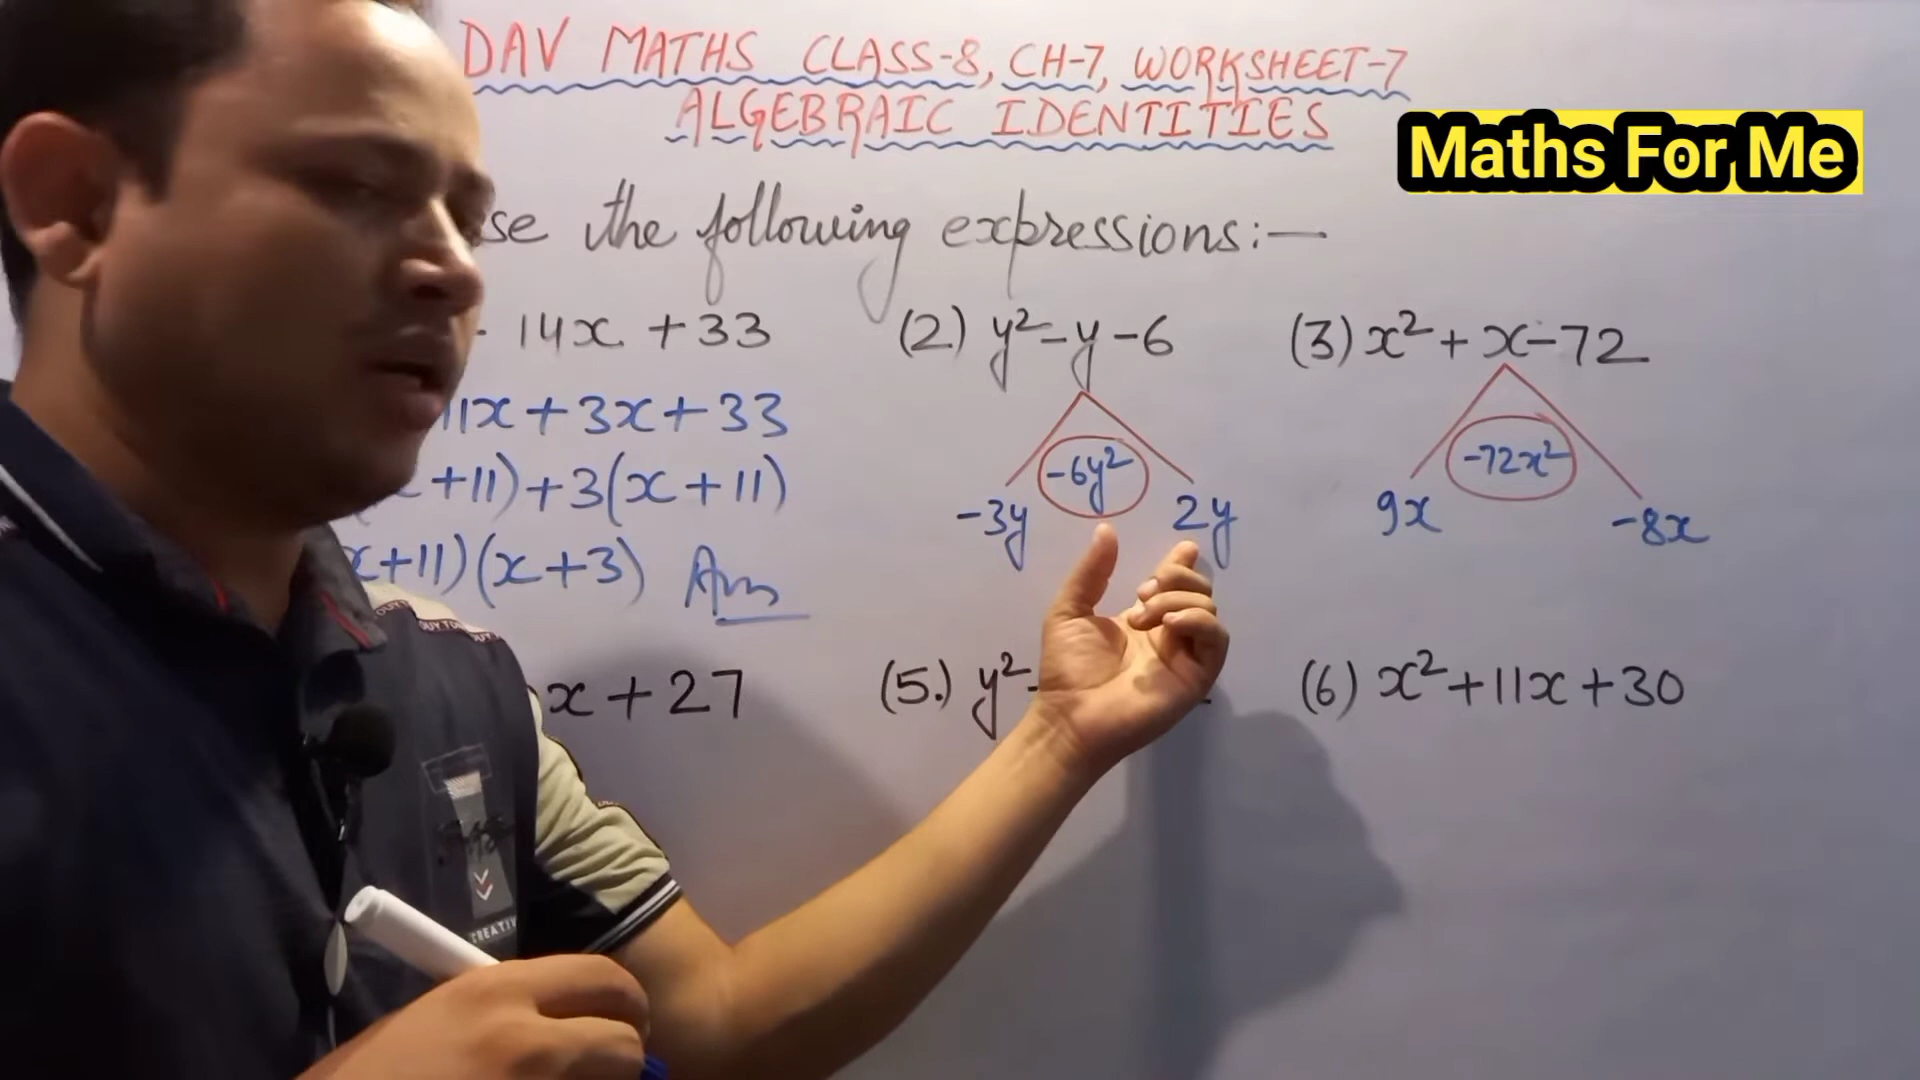 DAV MATHS CLASS-8, CH-7, WORKSHEET-7
ALGEBRAIC IDENTITIES
Maths For Me
se the following expressions:—
- 14x + 33
11x + 3x + 33
x+11)+3(x+11)
x+11)(x+3) Ans
(2) y²-y-6
-6y²
-3y 2y
(3) x²+x-72
-72x²
9x -8x
x+27
(5.) y²-
(6) x²+11x+30
CREATIV